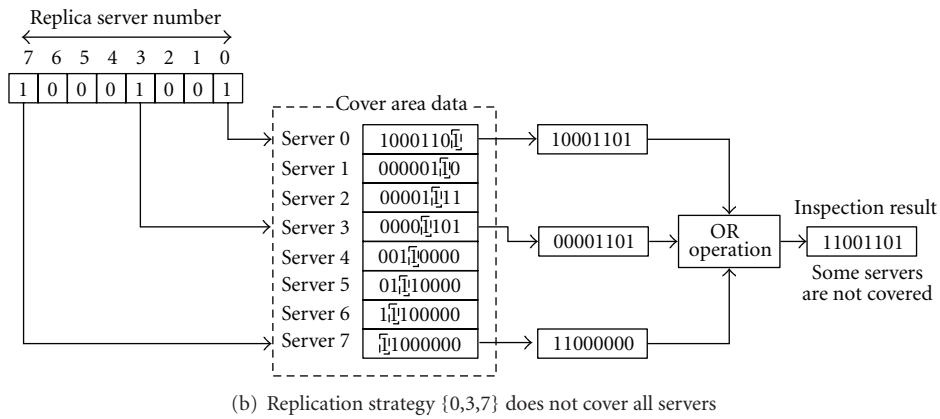 Replica server number
7 6 5 4 3 2 1 0
1 0 0 0 1 0 0 1
Cover area data
Server 0 10001101 10001101
Server 1 00000110
Server 2 00001111
Server 3 00001101 00001101
Server 4 00110000
Server 5 01110000
Server 6 11100000
Server 7 11000000 11000000
OR
operation
Inspection result
11001101
Some servers
are not covered
(b) Replication strategy {0,3,7} does not cover all servers